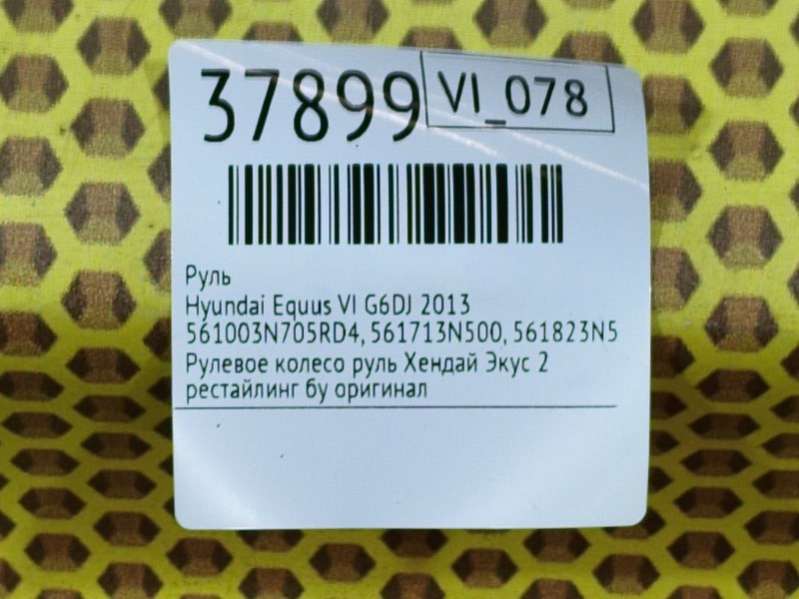 37899
VI_078
Руль
Hyundai Equus VI G6DJ 2013
561003N705RD4, 561713N500, 561823N5
Рулевое колесо руль Хендай Экус 2
рестайлинг бу оригинал